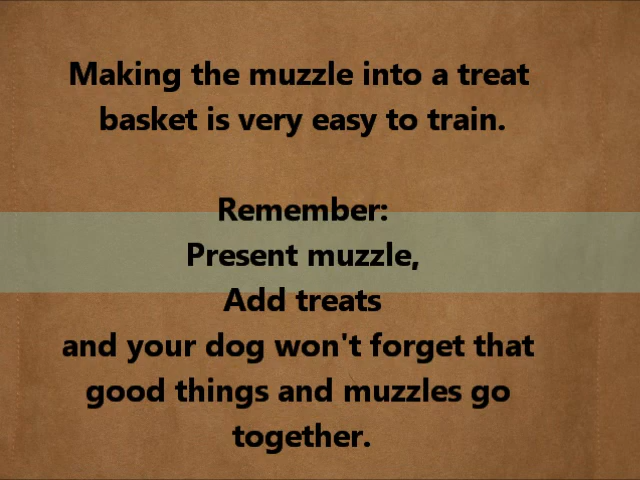 Making the muzzle into a treat
basket is very easy to train.
Remember:
Present muzzle,
Add treats
and your dog won't forget that
good things and muzzles go
together.